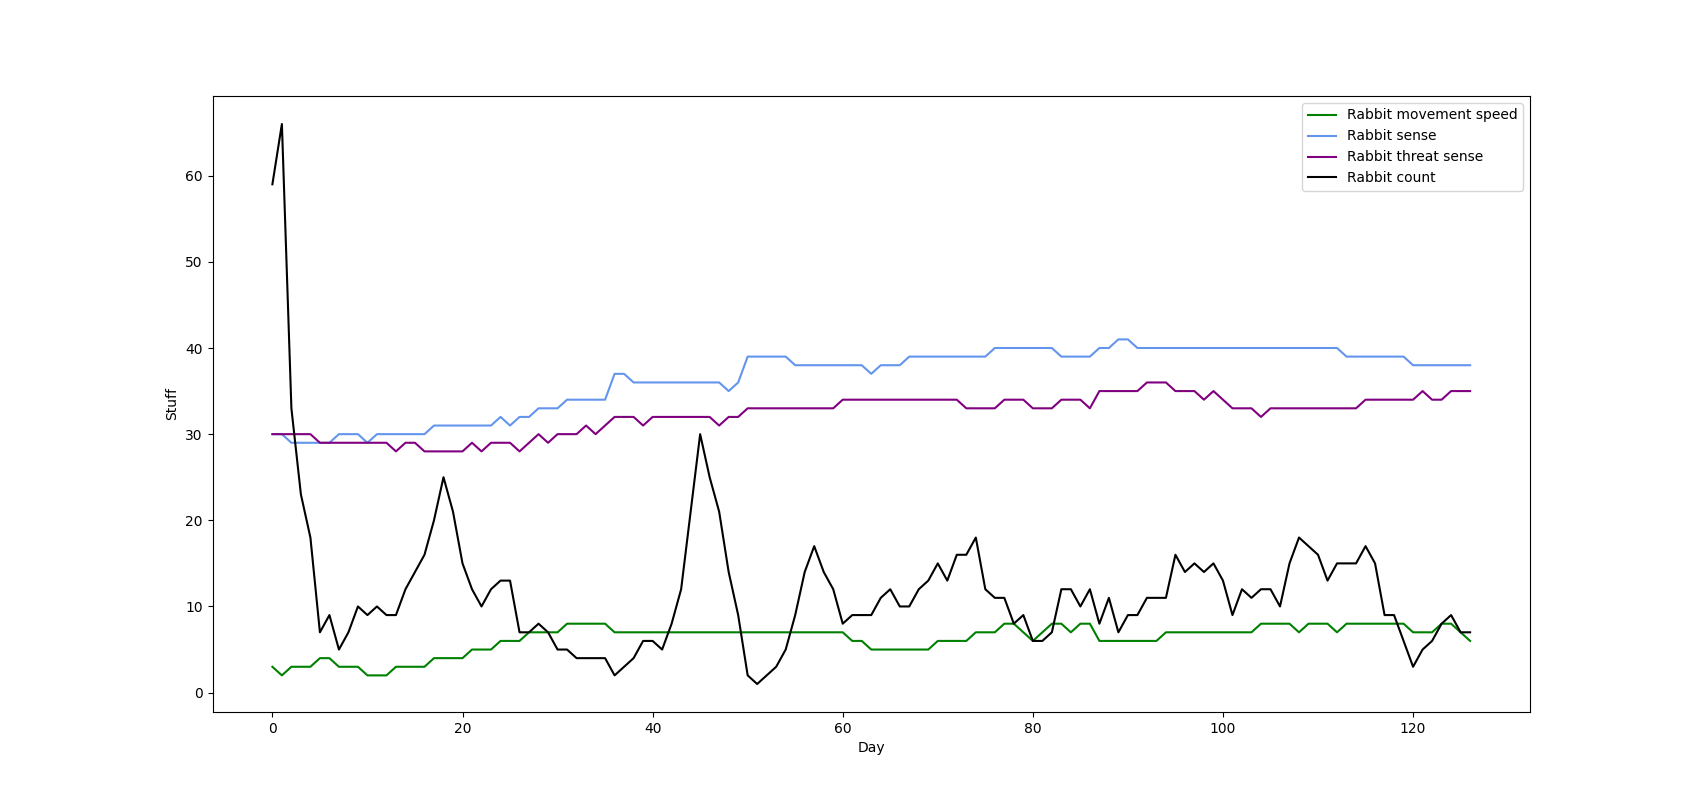 Rabbit movement speed
Rabbit sense
Rabbit threat sense
Rabbit count
60
50
40
30
20
10
0
Stuff
0 20 40 60 80 100 120
Day